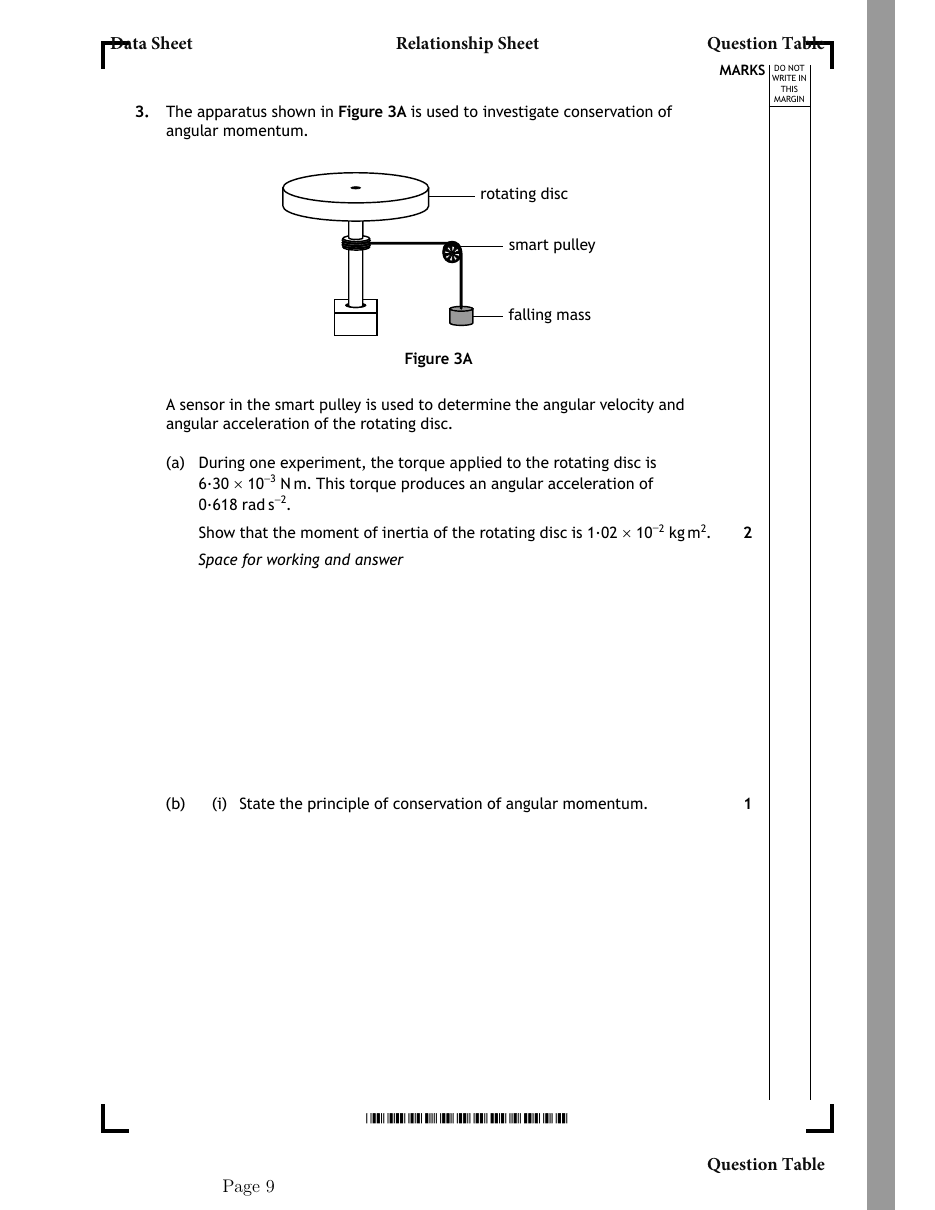 Data Sheet Relationship Sheet Question Table
MARKS
DO NOT
WRITE IN
THIS
MARGIN
3. The apparatus shown in Figure 3A is used to investigate conservation of
angular momentum.
rotating disc
smart pulley
falling mass
Figure 3A
A sensor in the smart pulley is used to determine the angular velocity and
angular acceleration of the rotating disc.
(a) During one experiment, the torque applied to the rotating disc is
6·30 × 10⁻³ N m. This torque produces an angular acceleration of
0·618 rad s⁻².
Show that the moment of inertia of the rotating disc is 1·02 × 10⁻² kg m². 2
Space for working and answer
(b) (i) State the principle of conservation of angular momentum. 1
Question Table
Page 9